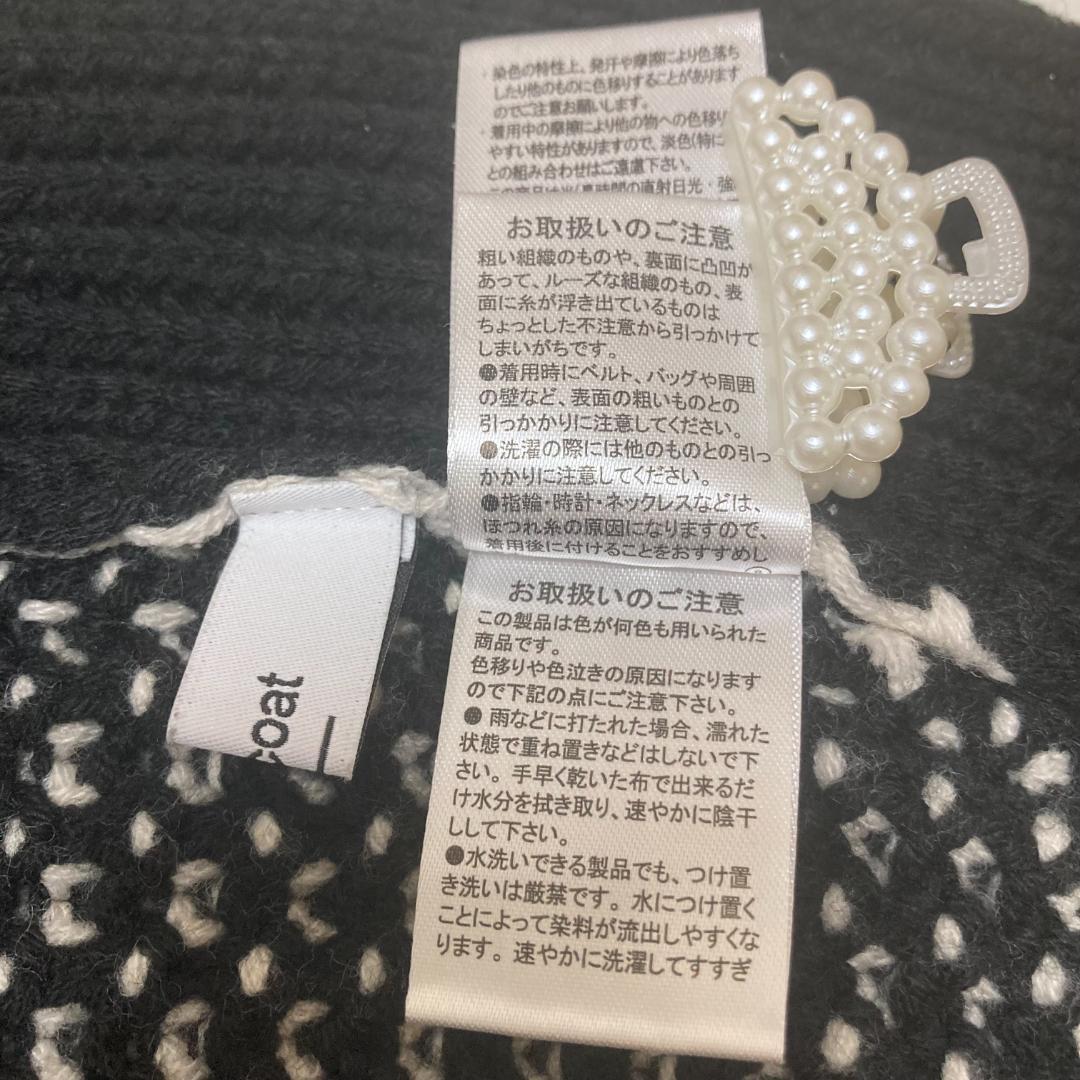 ・染色の特性上、発汗や摩擦により色落ち
したり他のものに色移りすることがあります
のでご注意お願いします。
・着用中の摩擦により他の物への色移り
やすい特性がありますので、淡色(特に
との組み合わせはご遠慮下さい。
の直射日光・強
お取扱いのご注意
粗い組織のものや、裏面に凸凹が
あって、ルーズな組織のもの、表
面に糸が浮き出ているものは
ちょっとした不注意から引っかけて
しまいがちです。
●着用時にベルト、バッグや周囲
の壁など、表面の粗いものとの
引っかかりに注意してください。
●洗濯の際には他のものとの引っ
かかりに注意してください。
●指輪・時計・ネックレスなどは、
ほつれ糸の原因になりますので、
着用後に付けることをおすすめし
お取扱いのご注意
この製品は色が何色も用いられた
商品です。
色移りや色泣きの原因になります
ので下記の点にご注意下さい。
● 雨などに打たれた場合、濡れた
状態で重ね置きなどはしないで下
さい。手早く乾いた布で出来るだ
け水分を拭き取り、速やかに陰干
しして下さい。
●水洗いできる製品でも、つけ置
き洗いは厳禁です。水につけ置く
ことによって染料が流出しやすくな
ります。速やかに洗濯してすすぎ
coat